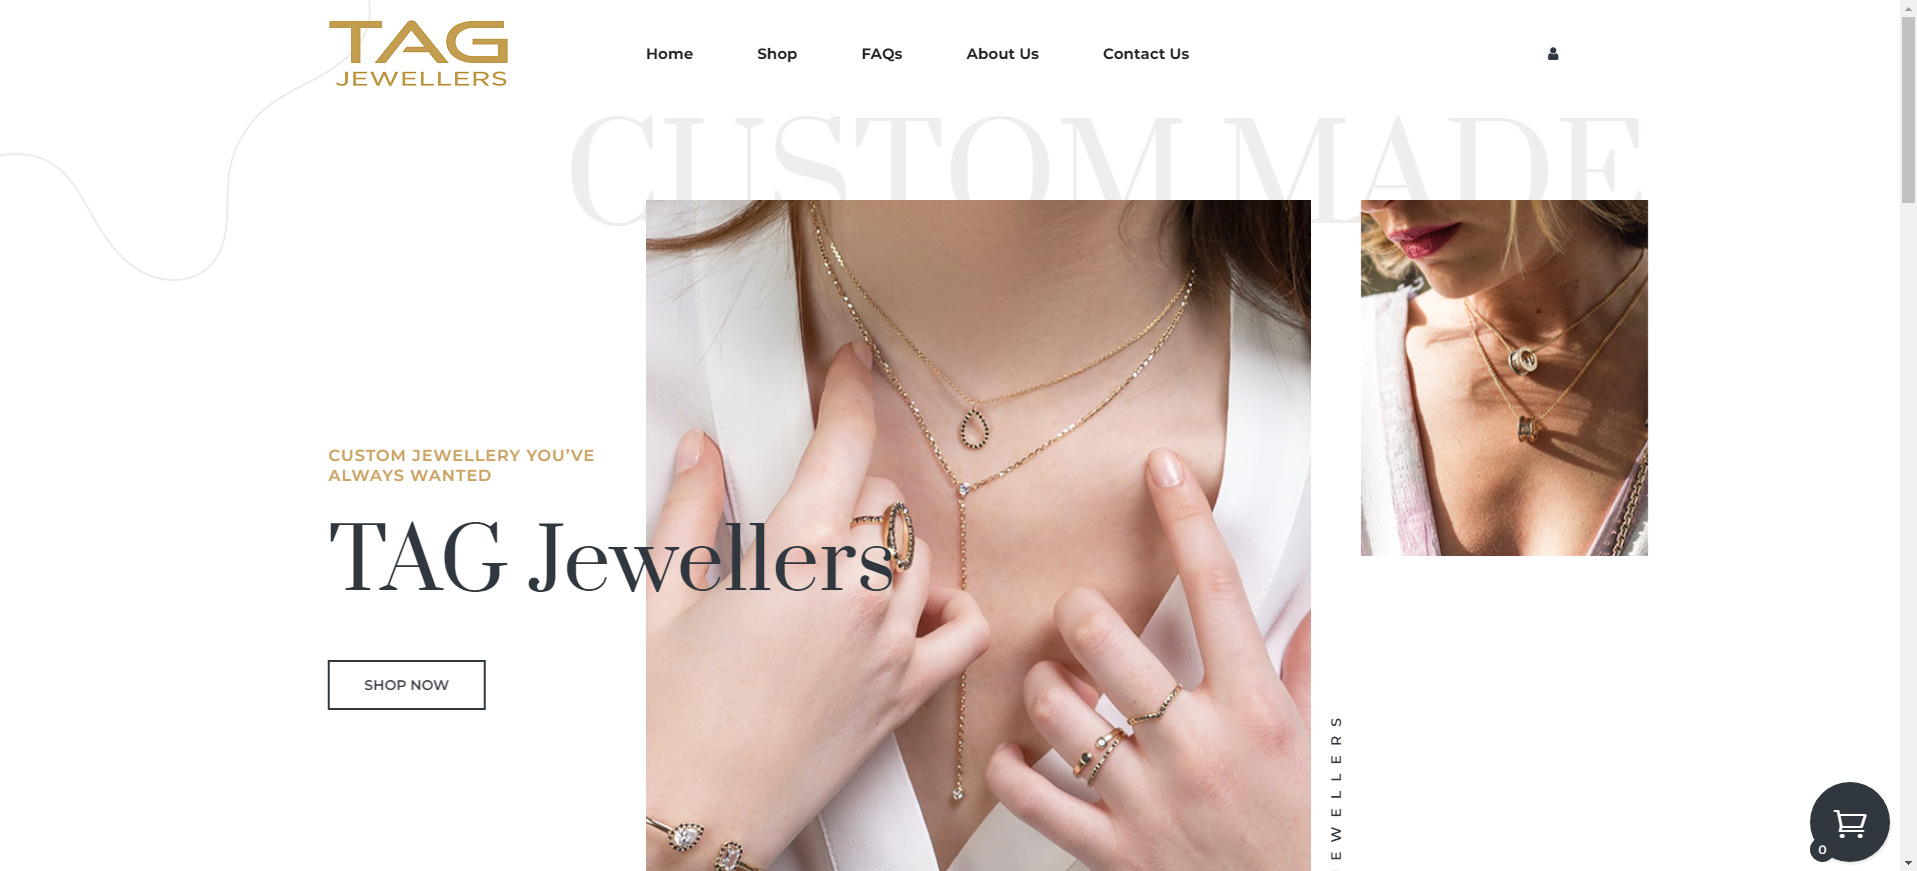 TAG
JEWELLERS
Home Shop FAQs About Us Contact Us
CUSTOM MADE
CUSTOM JEWELLERY YOU'VE
ALWAYS WANTED
TAG Jewellers
SHOP NOW
EWELLERS
0